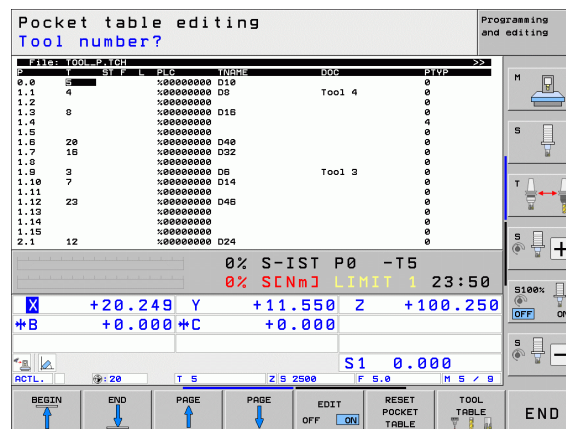 Pocket table editing
Programming
and editing
Tool number?
File: TOOL_P.TCH >>
P T ST F L PLC TNAME DOC PTYP
0.0 5 %00000000 D10 0
1.1 4 %00000000 D8 Tool 4 0
1.2 %00000000 0
1.3 8 %00000000 D16 0
1.4 %00000000 4
1.5 %00000000 0
1.6 20 %00000000 D40 0
1.7 16 %00000000 D32 0
1.8 %00000000 0
1.9 3 %00000000 D6 Tool 3 0
1.10 7 %00000000 D14 0
1.11 %00000000 0
1.12 23 %00000000 D46 0
1.13 %00000000 0
1.14 %00000000 0
1.15 %00000000 0
2.1 12 %00000000 D24 0
0% S-IST P0 -T5
0% S[Nm] LIMIT 1 23:50
X +20.249 Y +11.550 Z +100.250
B +0.000 C +0.000
S1 0.000
ACTL. : 20 T 5 Z S 2500 F 5.0 M 5 / 9
BEGIN
END
PAGE
PAGE
EDIT
OFF ON
RESET
POCKET
TABLE
TOOL
TABLE
END
M
S
T
S
S100%
OFF ON
S